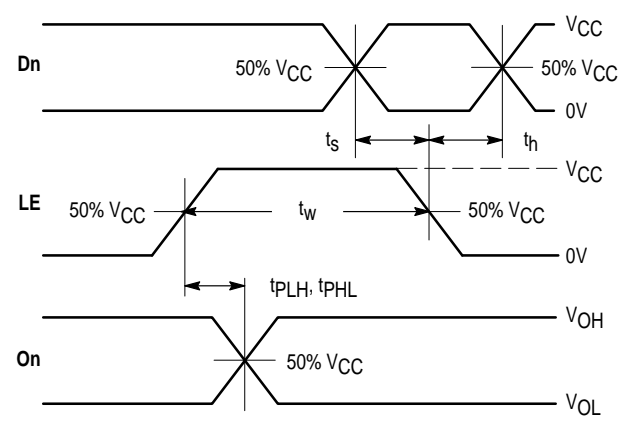 VCC
Dn
50% VCC
50% VCC
0V
ts
th
VCC
LE
50% VCC
tw
50% VCC
0V
tPLH, tPHL
VOH
On
50% VCC
VOL